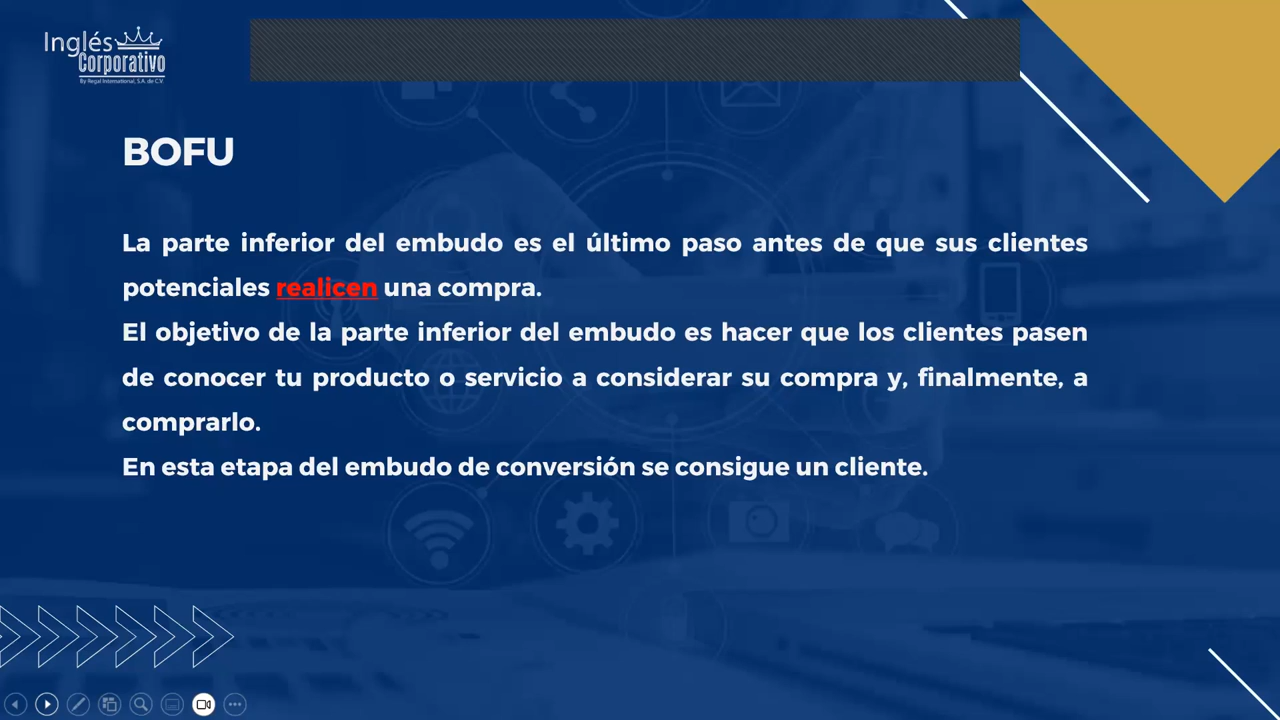 Inglés
Corporativo
By Regal International, S.A. de C.V.
BOFU
La parte inferior del embudo es el último paso antes de que sus clientes
potenciales realicen una compra.
El objetivo de la parte inferior del embudo es hacer que los clientes pasen
de conocer tu producto o servicio a considerar su compra y, finalmente, a
comprarlo.
En esta etapa del embudo de conversión se consigue un cliente.